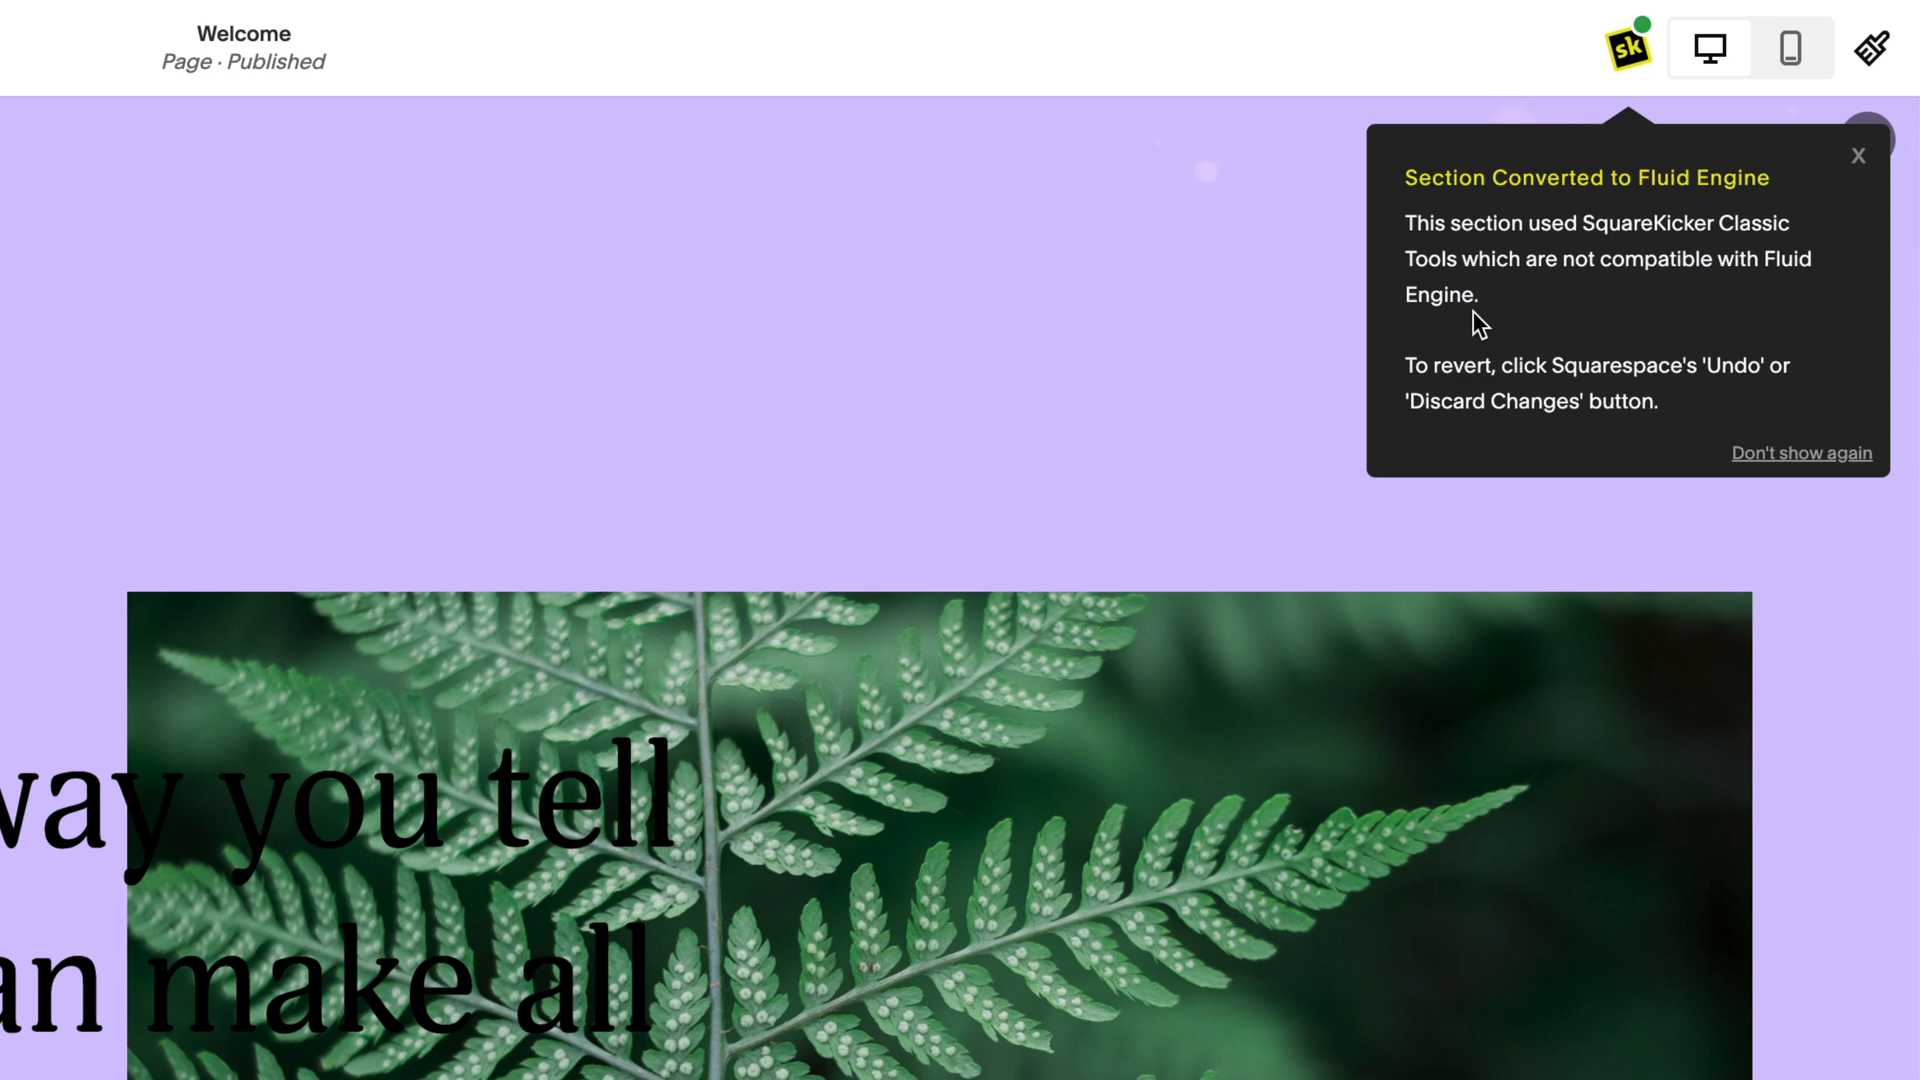 Welcome
Page · Published
sk
X
Section Converted to Fluid Engine
This section used SquareKicker Classic
Tools which are not compatible with Fluid
Engine.
To revert, click Squarespace's 'Undo' or
'Discard Changes' button.
Don't show again
way you tell
an make all